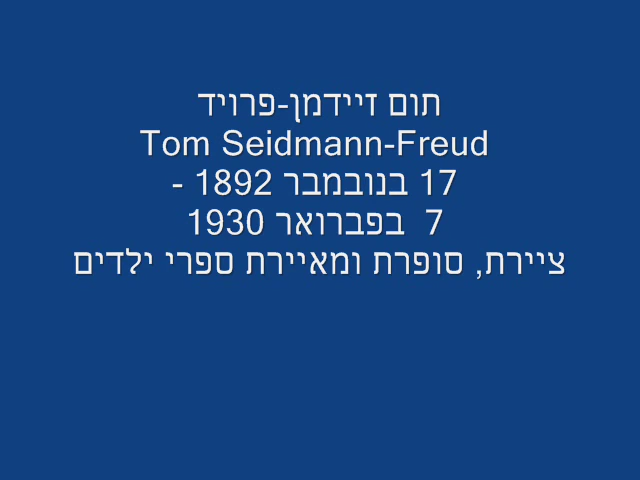 תום זיידמן-פרויד
Tom Seidmann-Freud
17 בנובמבר 1892 -
7 בפברואר 1930
ציירת, סופרת ומאיירת ספרי ילדים